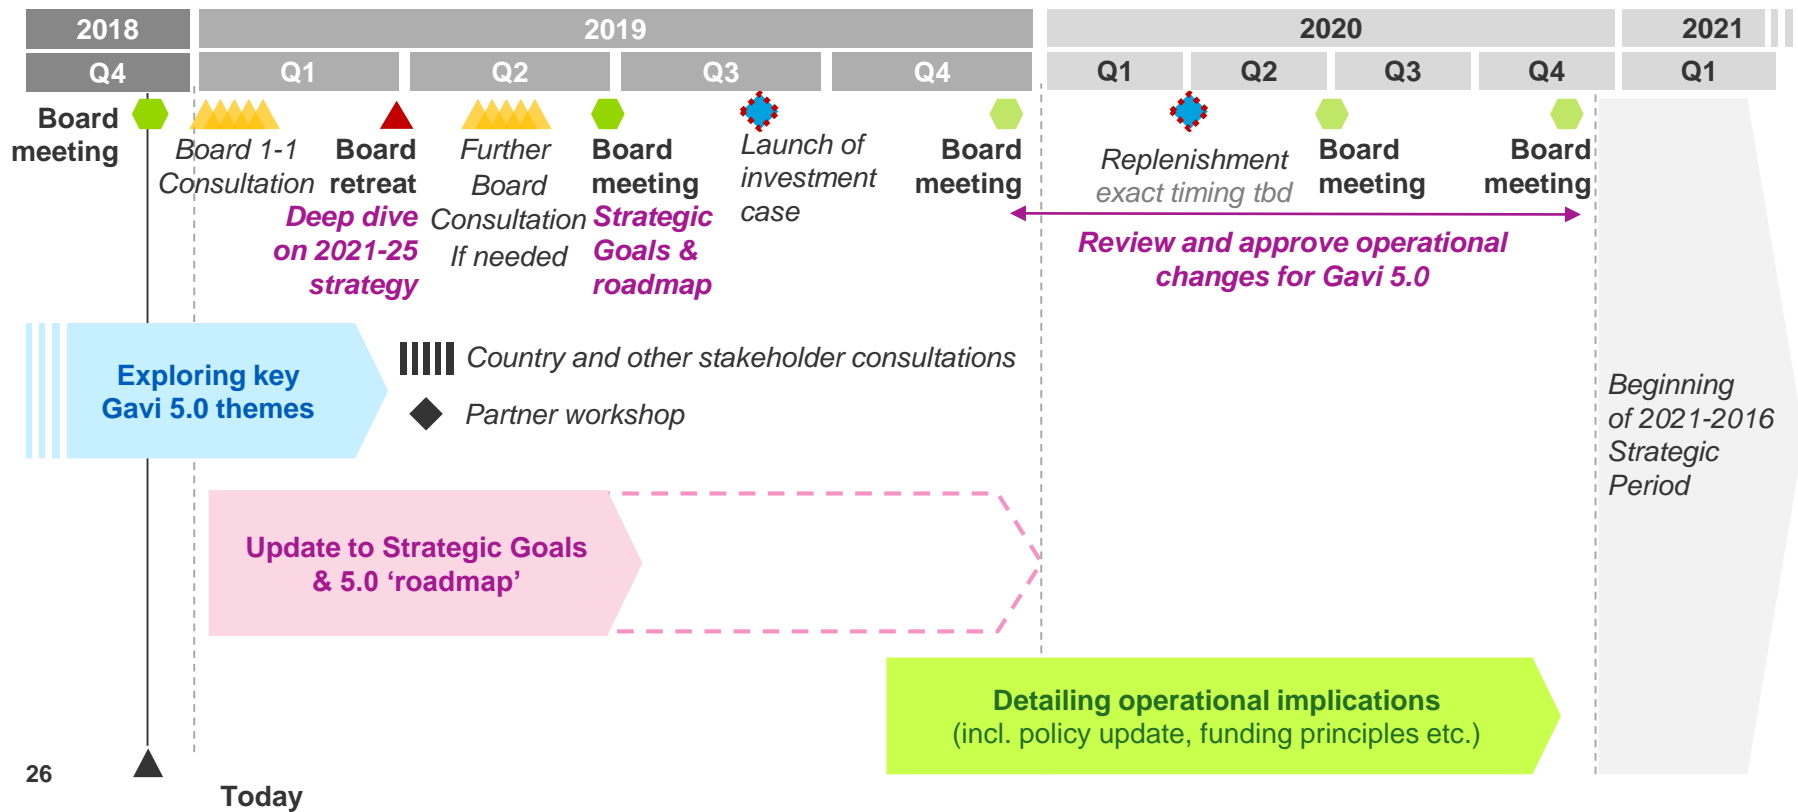 2018
2019
2020
2021
Q4
Q1
Q2
Q3
Q4
Q1
Q2
Q3
Q4
Q1
Board
meeting
Board 1-1
Consultation
Board
retreat
Deep dive
on 2021-25
strategy
Further
Board
Consultation
If needed
Board
meeting
Strategic
Goals &
roadmap
Launch of
investment
case
Board
meeting
Replenishment
exact timing tbd
Board
meeting
Board
meeting
Review and approve operational
changes for Gavi 5.0
Exploring key
Gavi 5.0 themes
Country and other stakeholder consultations
Partner workshop
Beginning
of 2021-2016
Strategic
Period
Update to Strategic Goals
& 5.0 ‘roadmap’
Detailing operational implications
(incl. policy update, funding principles etc.)
26
Today